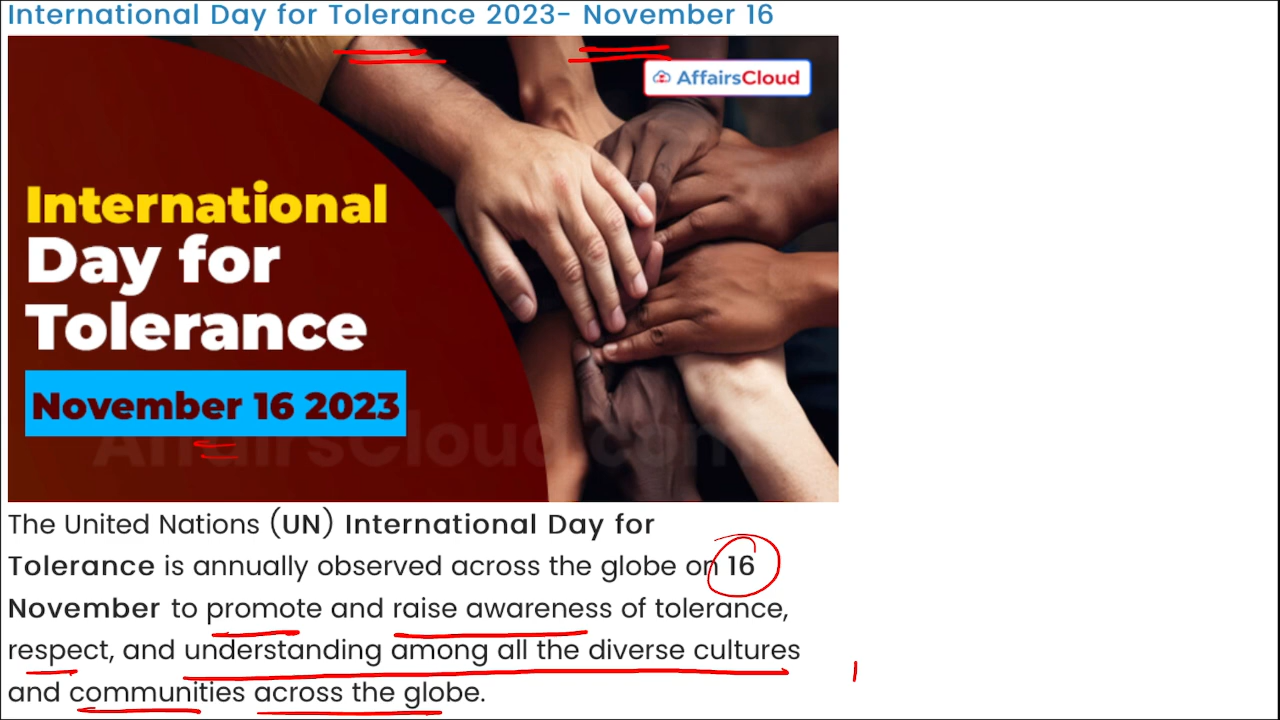 International Day for Tolerance 2023- November 16
AffairsCloud
International
Day for
Tolerance
November 16 2023
AffairsCloud.com
The United Nations (UN) International Day for
Tolerance is annually observed across the globe on 16
November to promote and raise awareness of tolerance,
respect, and understanding among all the diverse cultures
and communities across the globe.